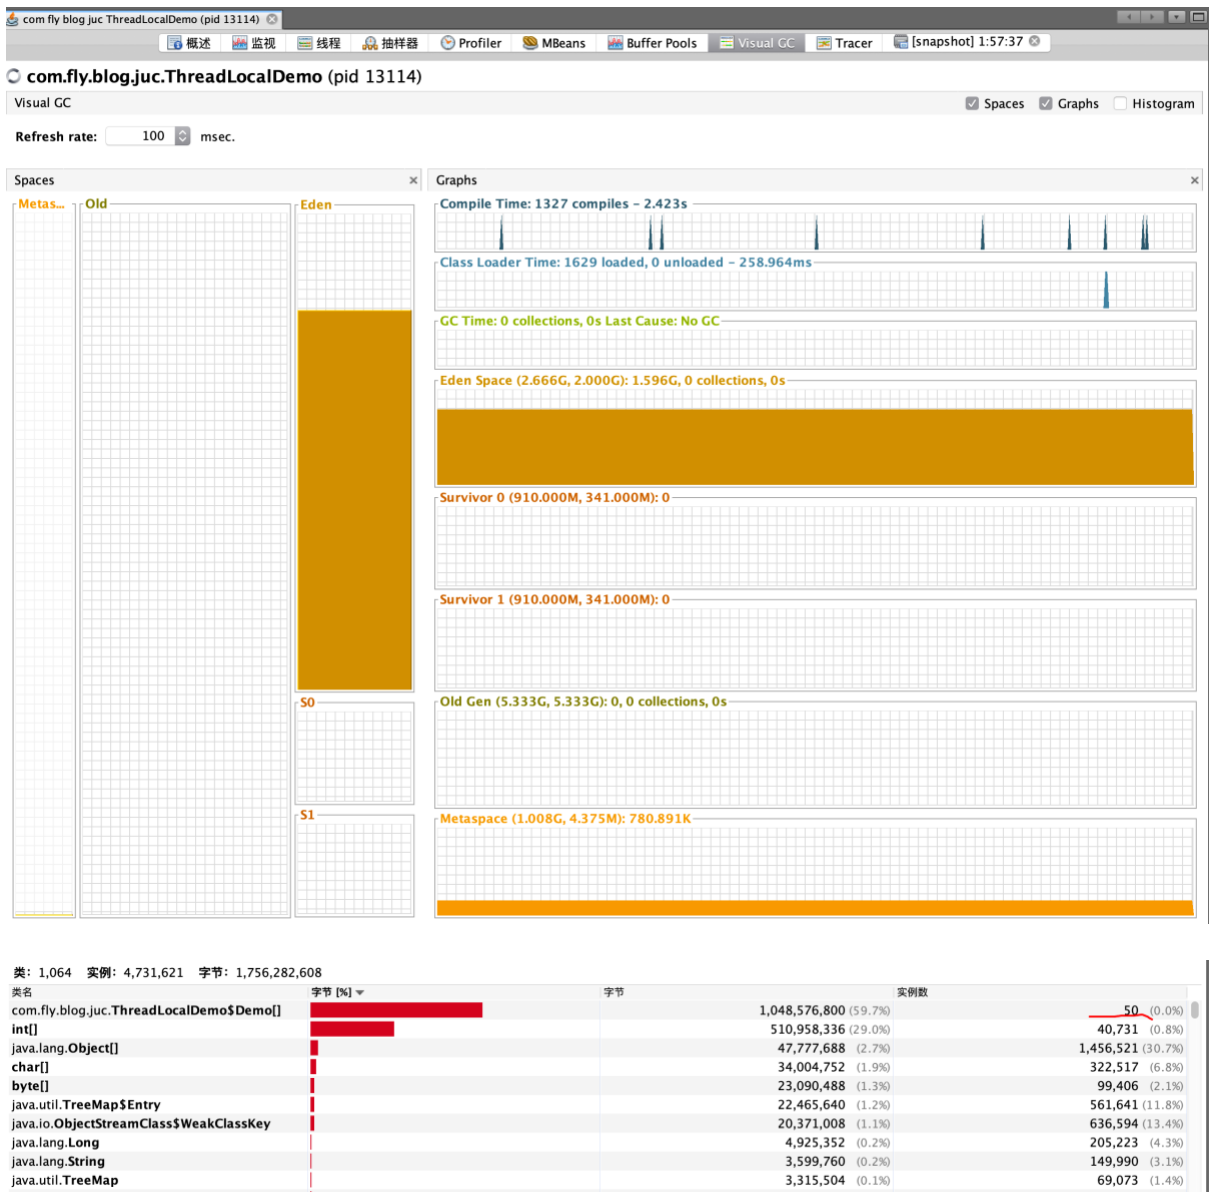 com fly blog juc ThreadLocalDemo (pid 13114)
概述 监视 线程 抽样器 Profiler MBeans Buffer Pools Visual GC Tracer [snapshot] 1:57:37
com.fly.blog.juc.ThreadLocalDemo (pid 13114)
Visual GC Spaces Graphs Histogram
Refresh rate: 100 msec.
Spaces
Graphs
Metas... Old Eden
S0
S1
Compile Time: 1327 compiles - 2.423s
Class Loader Time: 1629 loaded, 0 unloaded - 258.964ms
GC Time: 0 collections, 0s Last Cause: No GC
Eden Space (2.666G, 2.000G): 1.596G, 0 collections, 0s
Survivor 0 (910.000M, 341.000M): 0
Survivor 1 (910.000M, 341.000M): 0
Old Gen (5.333G, 5.333G): 0, 0 collections, 0s
Metaspace (1.008G, 4.375M): 780.891K
类: 1,064 实例: 4,731,621 字节: 1,756,282,608
类名 字节 [%] 字节 实例数
com.fly.blog.juc.ThreadLocalDemo$Demo[] 1,048,576,800 (59.7%) 50 (0.0%)
int[] 510,958,336 (29.0%) 40,731 (0.8%)
java.lang.Object[] 47,777,688 (2.7%) 1,456,521 (30.7%)
char[] 34,004,752 (1.9%) 322,517 (6.8%)
byte[] 23,090,488 (1.3%) 99,406 (2.1%)
java.util.TreeMap$Entry 22,465,640 (1.2%) 561,641 (11.8%)
java.io.ObjectStreamClass$WeakClassKey 20,371,008 (1.1%) 636,594 (13.4%)
java.lang.Long 4,925,352 (0.2%) 205,223 (4.3%)
java.lang.String 3,599,760 (0.2%) 149,990 (3.1%)
java.util.TreeMap 3,315,504 (0.1%) 69,073 (1.4%)